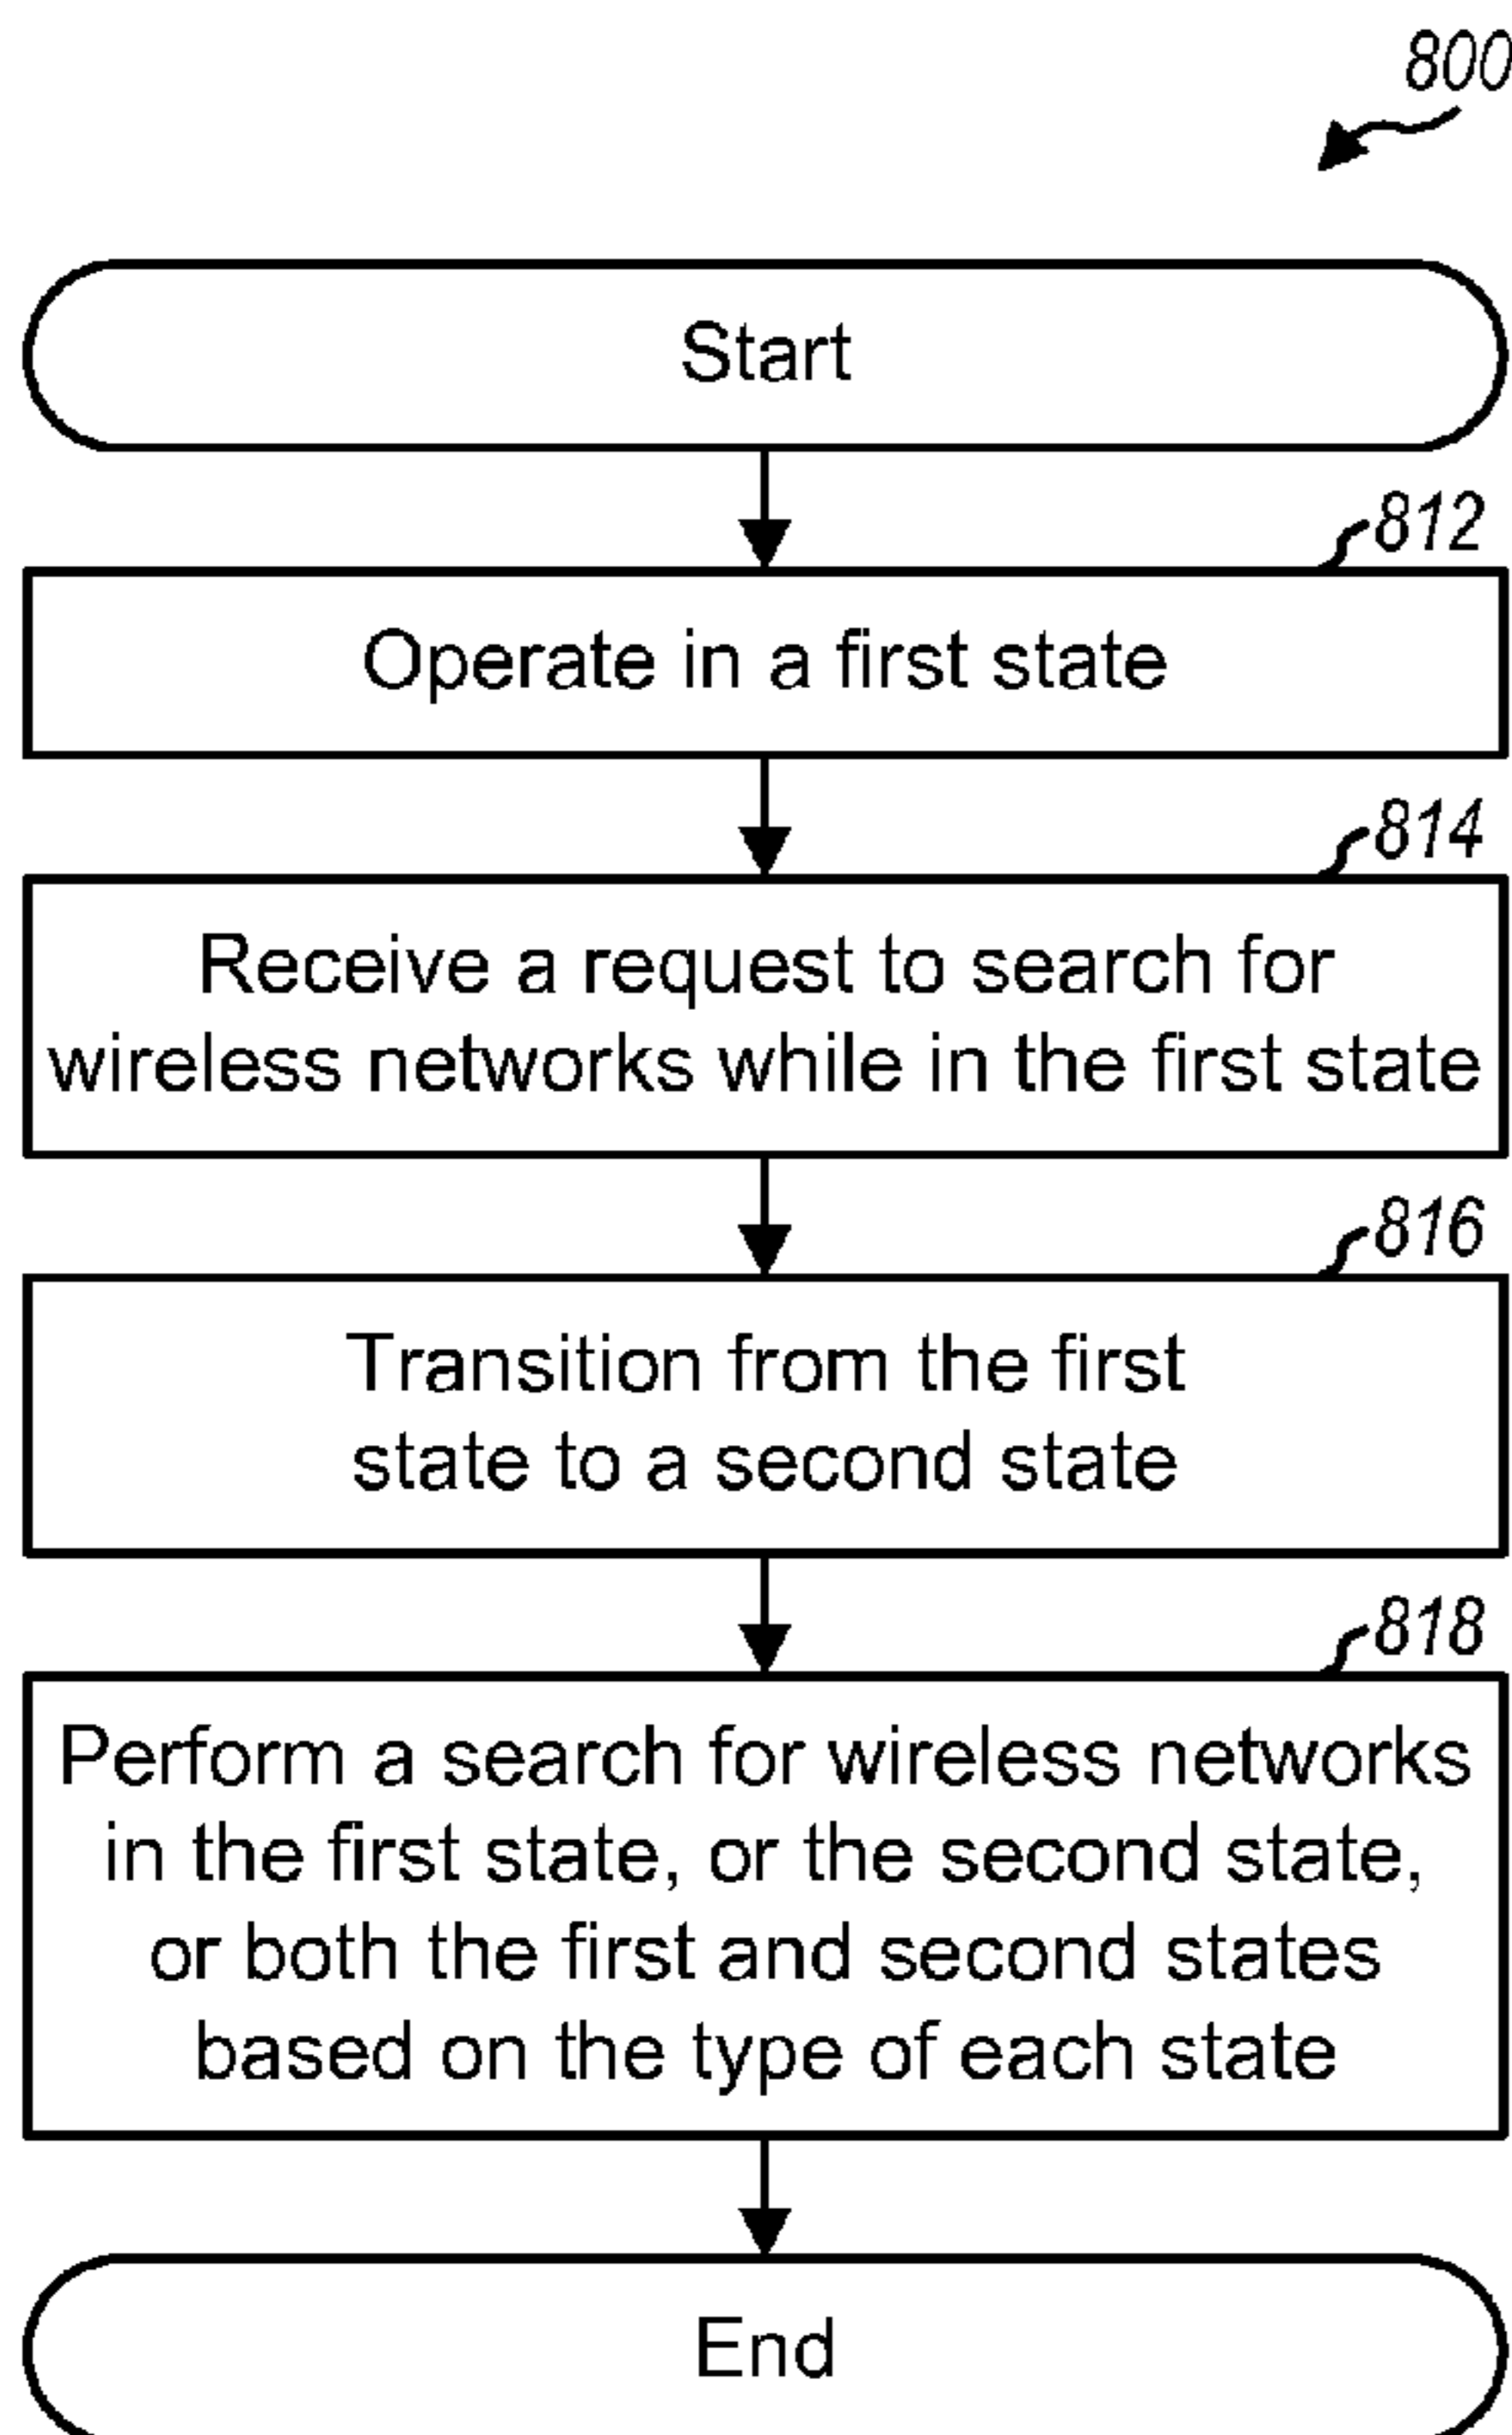 800
Start
812
Operate in a first state
814
Receive a request to search for
wireless networks while in the first state
816
Transition from the first
state to a second state
818
Perform a search for wireless networks
in the first state, or the second state,
or both the first and second states
based on the type of each state
End